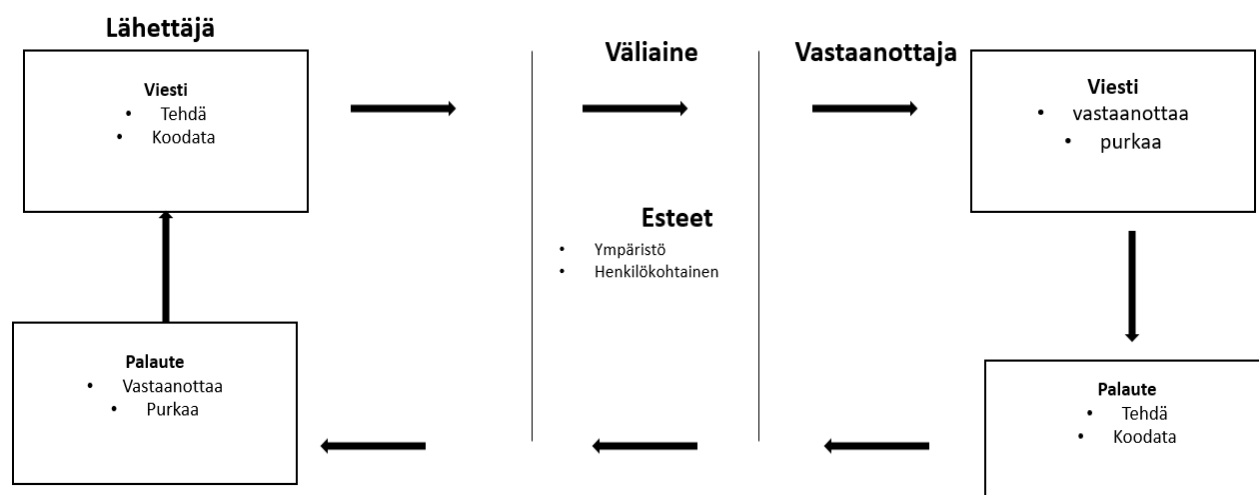 Lähettäjä
Väliaine
Vastaanottaja
Viesti
• Tehdä
• Koodata
Viesti
• vastaanottaa
• purkaa
Esteet
• Ympäristö
• Henkilökohtainen
Palaute
• Vastaanottaa
• Purkaa
Palaute
• Tehdä
• Koodata